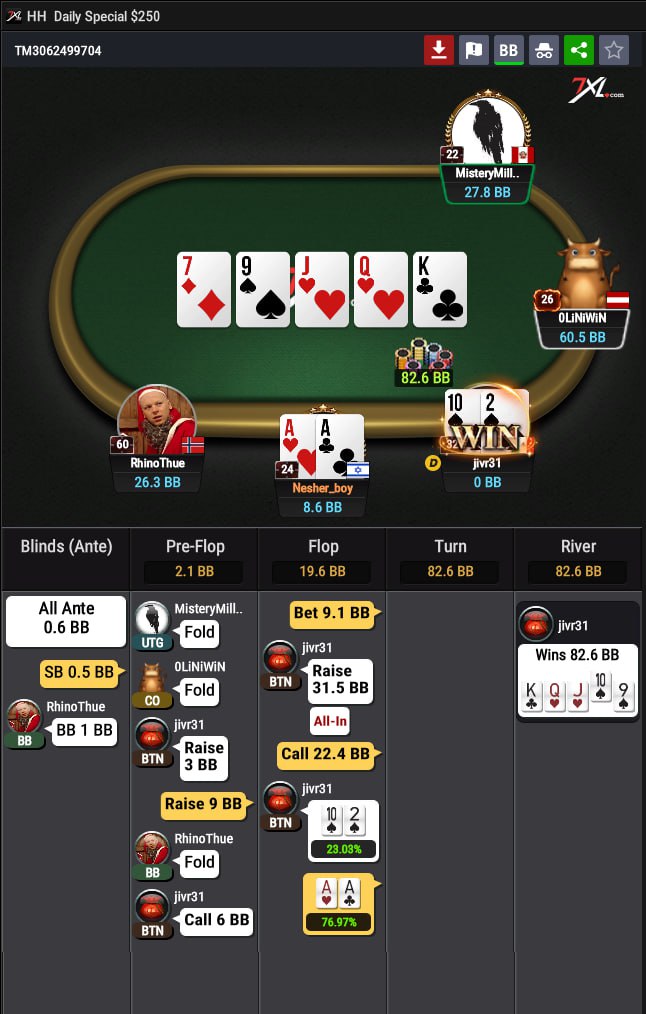 HH Daily Special $250
TM3062499704
BB
7XL.com
22
MisteryMill..
27.8 BB
7
9
J
Q
K
26
0LiNiWiN
60.5 BB
82.6 BB
60
RhinoThue
26.3 BB
A A
24
Nesher_boy
8.6 BB
10 2
WIN
D
jivr31
0 BB
Blinds (Ante)
Pre-Flop
2.1 BB
Flop
19.6 BB
Turn
82.6 BB
River
82.6 BB
All Ante
0.6 BB
SB 0.5 BB
RhinoThue
BB
BB 1 BB
MisteryMill..
UTG
Fold
0LiNiWiN
CO
Fold
jivr31
BTN
Raise
3 BB
Raise 9 BB
RhinoThue
BB
Fold
jivr31
BTN
Call 6 BB
Bet 9.1 BB
jivr31
BTN
Raise
31.5 BB
All-In
Call 22.4 BB
jivr31
BTN
10 2
23.03%
A A
76.97%
jivr31
Wins 82.6 BB
K Q J 10 9